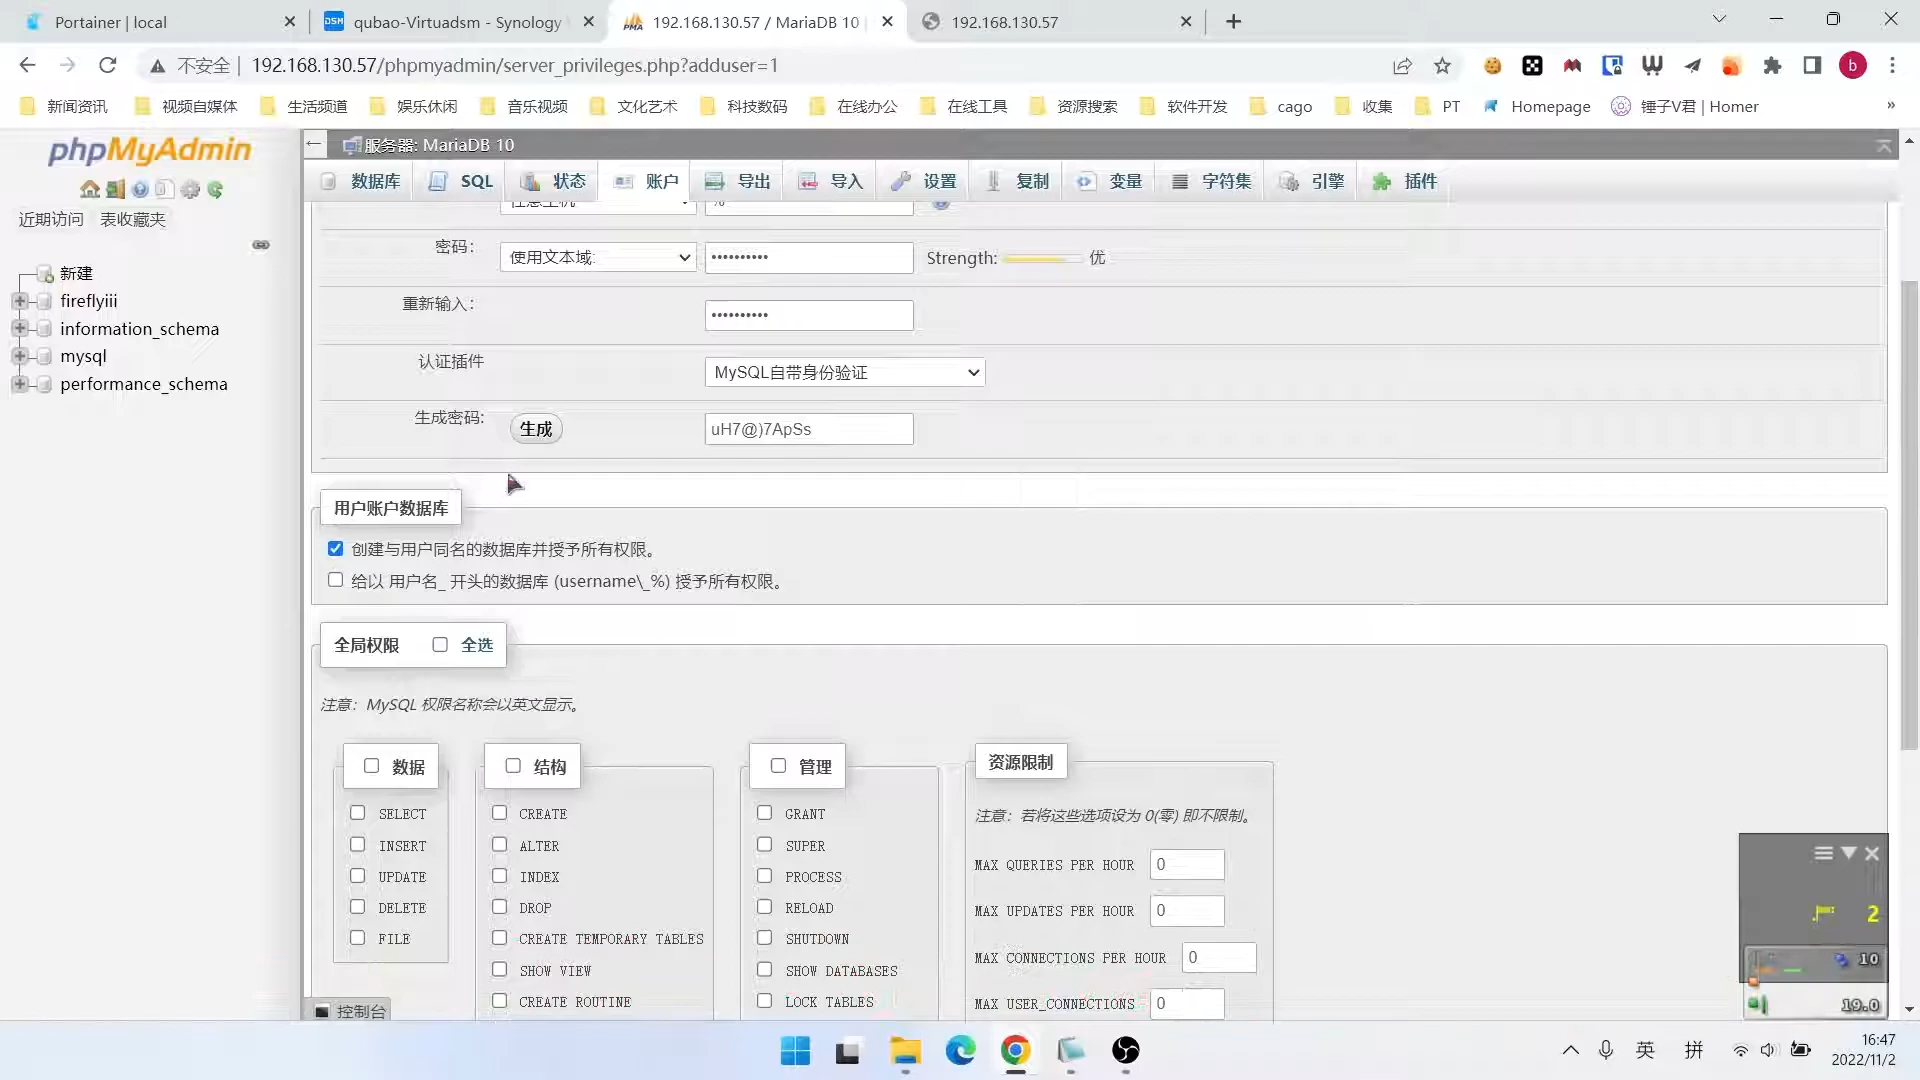 Portainer | local
qubao-Virtuadsm - Synology
192.168.130.57 / MariaDB 10
192.168.130.57
不安全
192.168.130.57/phpmyadmin/server_privileges.php?adduser=1
b
新闻资讯
视频自媒体
生活频道
娱乐休闲
音乐视频
文化艺术
科技数码
在线办公
在线工具
资源搜索
软件开发
cago
收集
PT
Homepage
锤子V君 | Homer
»
phpMyAdmin
近期访问 表收藏夹
新建
fireflyiii
information_schema
mysql
performance_schema
服务器: MariaDB 10
数据库
SQL
状态
账户
导出
导入
设置
复制
变量
字符集
引擎
插件
任意主机
%
密码：
使用文本域:
••••••••••
Strength:
优
重新输入：
••••••••••
认证插件
MySQL自带身份验证
生成密码:
生成
uH7@)7ApSs
用户账户数据库
创建与用户同名的数据库并授予所有权限。
给以 用户名_ 开头的数据库 (username\_%) 授予所有权限。
全局权限
全选
注意：MySQL 权限名称会以英文显示。
数据
SELECT
INSERT
UPDATE
DELETE
FILE
结构
CREATE
ALTER
INDEX
DROP
CREATE TEMPORARY TABLES
SHOW VIEW
CREATE ROUTINE
管理
GRANT
SUPER
PROCESS
RELOAD
SHUTDOWN
SHOW DATABASES
LOCK TABLES
资源限制
注意：若将这些选项设为 0(零) 即不限制。
MAX QUERIES PER HOUR
0
MAX UPDATES PER HOUR
0
MAX CONNECTIONS PER HOUR
0
MAX USER_CONNECTIONS
0
控制台
2
10
19.0
英
拼
16:47
2022/11/2